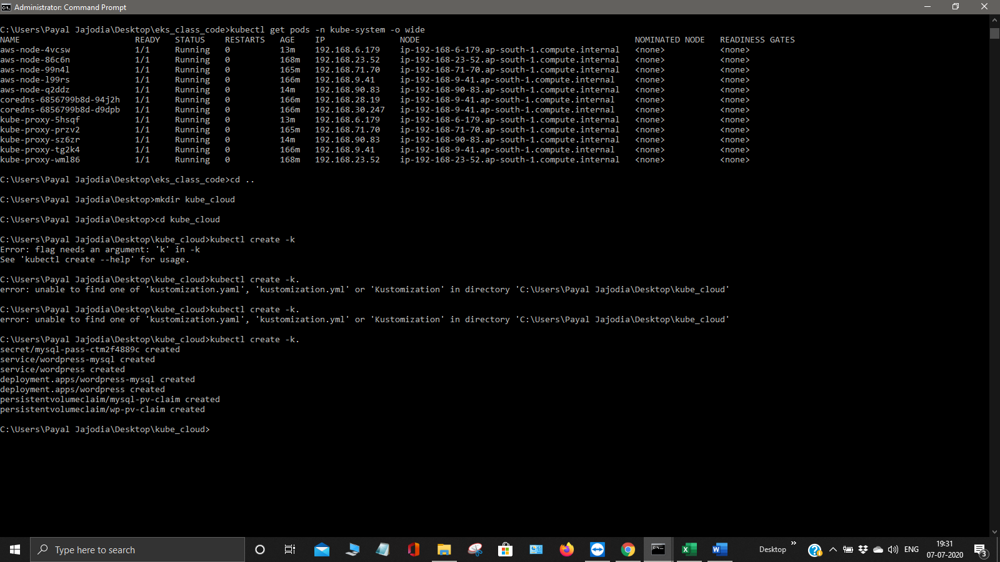 Administrator: Command Prompt
C:\Users\Payal Jajodia\Desktop\eks_class_code>kubectl get pods -n kube-system -o wide
NAME READY STATUS RESTARTS AGE IP NODE NOMINATED NODE READINESS GATES
aws-node-4vcsw 1/1 Running 0 13m 192.168.6.179 ip-192-168-6-179.ap-south-1.compute.internal <none> <none>
aws-node-86c6n 1/1 Running 0 168m 192.168.23.52 ip-192-168-23-52.ap-south-1.compute.internal <none> <none>
aws-node-99n4l 1/1 Running 0 165m 192.168.71.70 ip-192-168-71-70.ap-south-1.compute.internal <none> <none>
aws-node-l99rs 1/1 Running 0 166m 192.168.9.41 ip-192-168-9-41.ap-south-1.compute.internal <none> <none>
aws-node-q2ddz 1/1 Running 0 14m 192.168.90.83 ip-192-168-90-83.ap-south-1.compute.internal <none> <none>
coredns-6856799b8d-94j2h 1/1 Running 0 166m 192.168.28.19 ip-192-168-9-41.ap-south-1.compute.internal <none> <none>
coredns-6856799b8d-d9dpb 1/1 Running 0 166m 192.168.30.247 ip-192-168-9-41.ap-south-1.compute.internal <none> <none>
kube-proxy-5hsqf 1/1 Running 0 13m 192.168.6.179 ip-192-168-6-179.ap-south-1.compute.internal <none> <none>
kube-proxy-przv2 1/1 Running 0 165m 192.168.71.70 ip-192-168-71-70.ap-south-1.compute.internal <none> <none>
kube-proxy-sz6zr 1/1 Running 0 14m 192.168.90.83 ip-192-168-90-83.ap-south-1.compute.internal <none> <none>
kube-proxy-tg2k4 1/1 Running 0 166m 192.168.9.41 ip-192-168-9-41.ap-south-1.compute.internal <none> <none>
kube-proxy-wml86 1/1 Running 0 168m 192.168.23.52 ip-192-168-23-52.ap-south-1.compute.internal <none> <none>
C:\Users\Payal Jajodia\Desktop\eks_class_code>cd ..
C:\Users\Payal Jajodia\Desktop>mkdir kube_cloud
C:\Users\Payal Jajodia\Desktop>cd kube_cloud
C:\Users\Payal Jajodia\Desktop\kube_cloud>kubectl create -k
Error: flag needs an argument: 'k' in -k
See 'kubectl create --help' for usage.
C:\Users\Payal Jajodia\Desktop\kube_cloud>kubectl create -k.
error: unable to find one of 'kustomization.yaml', 'kustomization.yml' or 'Kustomization' in directory 'C:\Users\Payal Jajodia\Desktop\kube_cloud'
C:\Users\Payal Jajodia\Desktop\kube_cloud>kubectl create -k.
error: unable to find one of 'kustomization.yaml', 'kustomization.yml' or 'Kustomization' in directory 'C:\Users\Payal Jajodia\Desktop\kube_cloud'
C:\Users\Payal Jajodia\Desktop\kube_cloud>kubectl create -k.
secret/mysql-pass-ctm2f4889c created
service/wordpress-mysql created
service/wordpress created
deployment.apps/wordpress-mysql created
deployment.apps/wordpress created
persistentvolumeclaim/mysql-pv-claim created
persistentvolumeclaim/wp-pv-claim created
C:\Users\Payal Jajodia\Desktop\kube_cloud>
Type here to search
Desktop
ENG
19:31
07-07-2020
3